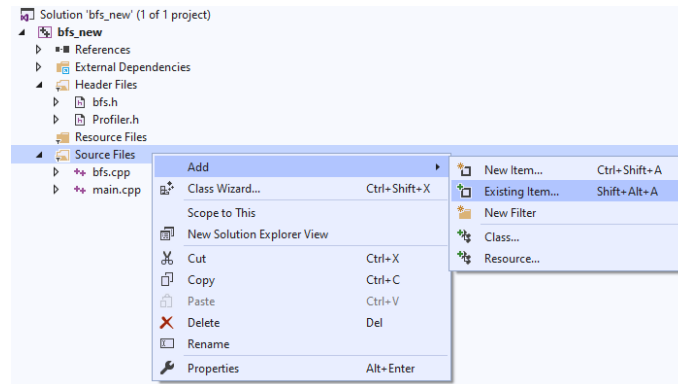 Solution 'bfs_new' (1 of 1 project)
bfs_new
References
External Dependencies
Header Files
bfs.h
Profiler.h
Resource Files
Source Files
bfs.cpp
main.cpp
Add
Class Wizard... Ctrl+Shift+X
Scope to This
New Solution Explorer View
Cut Ctrl+X
Copy Ctrl+C
Paste Ctrl+V
Delete Del
Rename
Properties Alt+Enter
New Item... Ctrl+Shift+A
Existing Item... Shift+Alt+A
New Filter
Class...
Resource...